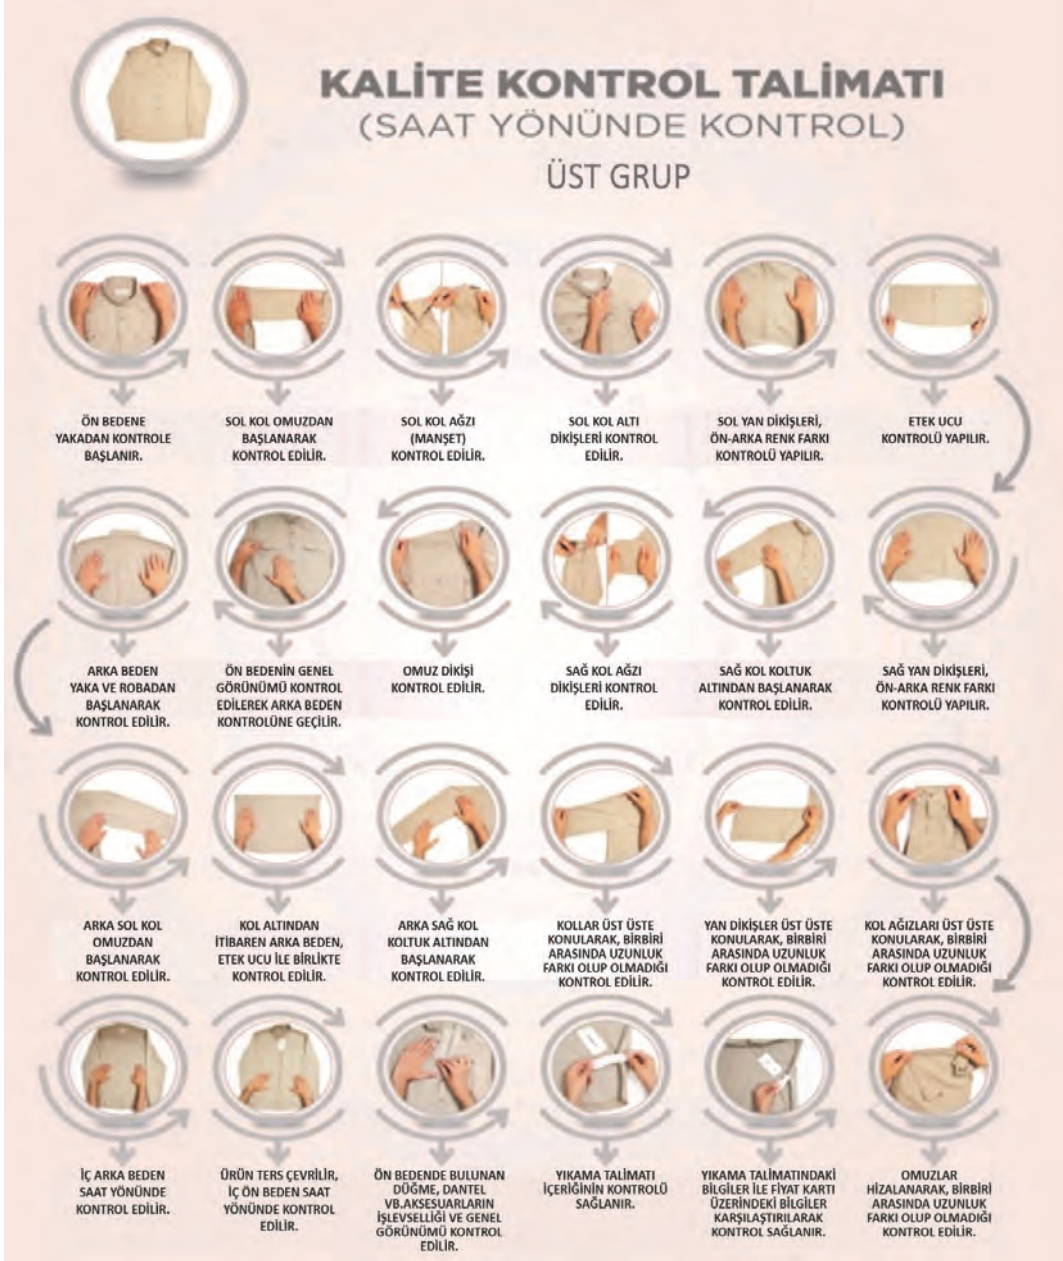 KALİTE KONTROL TALİMATI
(SAAT YÖNÜNDE KONTROL)
ÜST GRUP
ÖN BEDENE
YAKADAN KONTROLE
BAŞLANIR.
SOL KOL OMUZDAN
BAŞLANARAK
KONTROL EDİLİR.
SOL KOL AĞZI
(MANŞET)
KONTROL EDİLİR.
SOL KOL ALTI
DİKİŞLERİ KONTROL
EDİLİR.
SOL YAN DİKİŞLERİ,
ÖN-ARKA RENK FARKI
KONTROLÜ YAPILIR.
ETEK UCU
KONTROLÜ YAPILIR.
ARKA BEDEN
YAKA VE ROBADAN
BAŞLANARAK
KONTROL EDİLİR.
ÖN BEDENİN GENEL
GÖRÜNÜMÜ KONTROL
EDİLEREK ARKA BEDEN
KONTROLÜNE GEÇİLİR.
OMUZ DİKİŞİ
KONTROL EDİLİR.
SAĞ KOL AĞZI
DİKİŞLERİ KONTROL
EDİLİR.
SAĞ KOL KOLTUK
ALTINDAN BAŞLANARAK
KONTROL EDİLİR.
SAĞ YAN DİKİŞLERİ,
ÖN-ARKA RENK FARKI
KONTROLÜ YAPILIR.
ARKA SOL KOL
OMUZDAN
BAŞLANARAK
KONTROL EDİLİR.
KOL ALTINDAN
İTİBAREN ARKA BEDEN,
ETEK UCU İLE BİRLİKTE
KONTROL EDİLİR.
ARKA SAĞ KOL
KOLTUK ALTINDAN
BAŞLANARAK
KONTROL EDİLİR.
KOLLAR ÜST ÜSTE
KONULARAK, BİRBİRİ
ARASINDA UZUNLUK
FARKI OLUP OLMADIĞI
KONTROL EDİLİR.
YAN DİKİŞLER ÜST ÜSTE
KONULARAK, BİRBİRİ
ARASINDA UZUNLUK
FARKI OLUP OLMADIĞI
KONTROL EDİLİR.
KOL AĞIZLARI ÜST ÜSTE
KONULARAK, BİRBİRİ
ARASINDA UZUNLUK
FARKI OLUP OLMADIĞI
KONTROL EDİLİR.
İÇ ARKA BEDEN
SAAT YÖNÜNDE
KONTROL EDİLİR.
ÜRÜN TERS ÇEVRİLİR,
İÇ ÖN BEDEN SAAT
YÖNÜNDE KONTROL
EDİLİR.
ÖN BEDENDE BULUNAN
DÜĞME, DANTEL
VB.AKSESUARLARIN
İŞLEVSELLİĞİ VE GENEL
GÖRÜNÜMÜ KONTROL
EDİLİR.
YIKAMA TALİMATI
İÇERİĞİNİN KONTROLÜ
SAĞLANIR.
YIKAMA TALİMATINDAKİ
BİLGİLER İLE FİYAT KARTI
ÜZERİNDEKİ BİLGİLER
KARŞILAŞTIRILARAK
KONTROL SAĞLANIR.
OMUZLAR
HİZALANARAK, BİRBİRİ
ARASINDA UZUNLUK
FARKI OLUP OLMADIĞI
KONTROL EDİLİR.